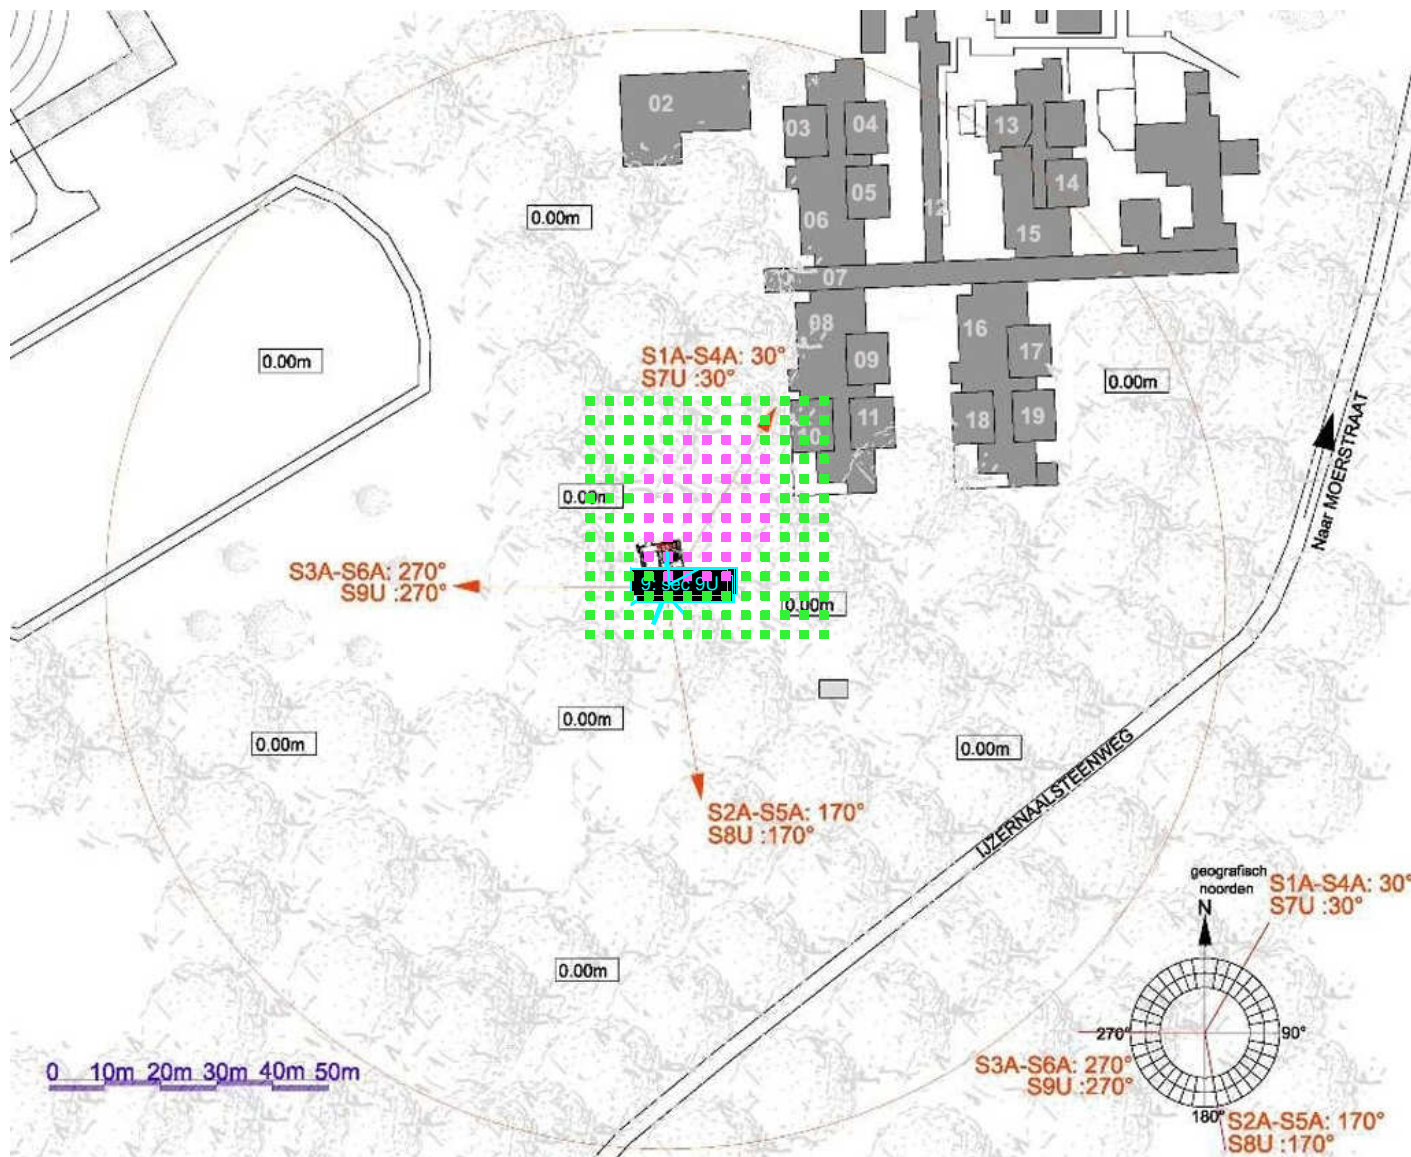 02
03
04
13
05
14
06
12
15
0.00m
07
08
16
S1A-S4A: 30°
S7U :30°
09
17
0.00m
0.00m
10
11
18
19
Naar MOERSTRAAT
0.00m
S3A-S6A: 270°
S9U :270°
9. sec 9U
0.00m
0.00m
0.00m
0.00m
IJZERNAALSTEENWEG
S2A-S5A: 170°
S8U :170°
geografisch
noorden
N
S1A-S4A: 30°
S7U :30°
0.00m
270°
90°
S3A-S6A: 270°
S9U :270°
180°
S2A-S5A: 170°
S8U :170°
0 10m 20m 30m 40m 50m